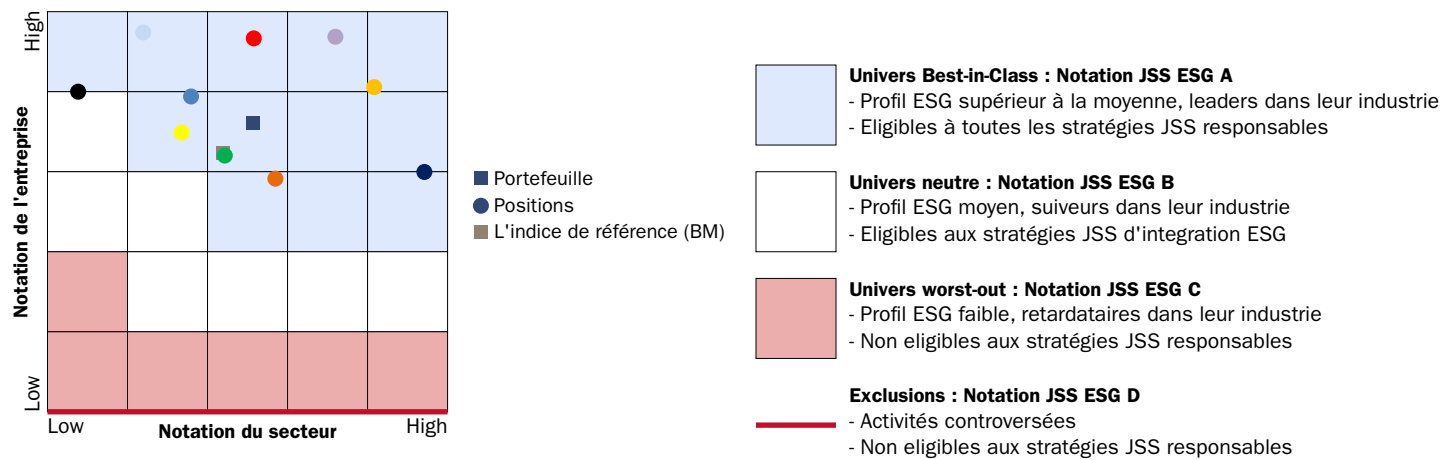 High
Notation de l'entreprise
Low
Low
Notation du secteur
High
Portefeuille
Positions
L'indice de référence (BM)
Univers Best-in-Class : Notation JSS ESG A
- Profil ESG supérieur à la moyenne, leaders dans leur industrie
- Eligibles à toutes les stratégies JSS responsables
Univers neutre : Notation JSS ESG B
- Profil ESG moyen, suiveurs dans leur industrie
- Eligibles aux stratégies JSS d'integration ESG
Univers worst-out : Notation JSS ESG C
- Profil ESG faible, retardataires dans leur industrie
- Non eligibles aux stratégies JSS responsables
Exclusions : Notation JSS ESG D
- Activités controversées
- Non eligibles aux stratégies JSS responsables